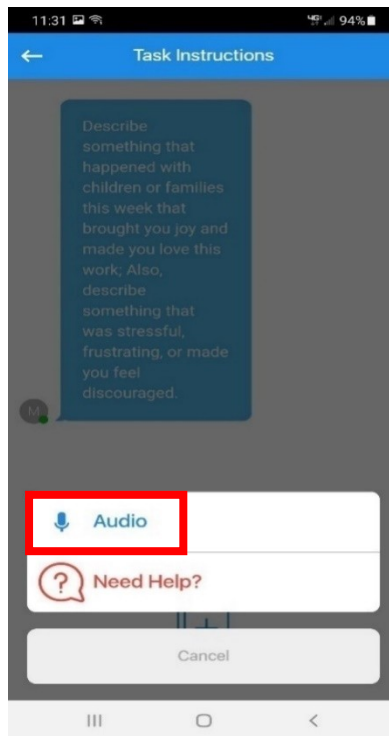 11:31 94%
Task Instructions
Describe
something that
happened with
children or families
this week that
brought you joy and
made you love this
work; Also,
describe
something that
was stressful,
frustrating, or made
you feel
discouraged.
M
Audio
? Need Help?
Cancel